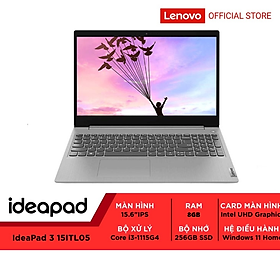 Lenovo
OFFICIAL STORE
ideapad
IdeaPad 3 15ITL05
MÀN HÌNH
15.6"IPS
RAM
8GB
CARD MÀN HÌNH
Intel UHD Graphic
BỘ XỬ LÝ
Core i3-1115G4
BỘ NHỚ
256GB SSD
HỆ ĐIỀU HÀNH
Windows 11 Home